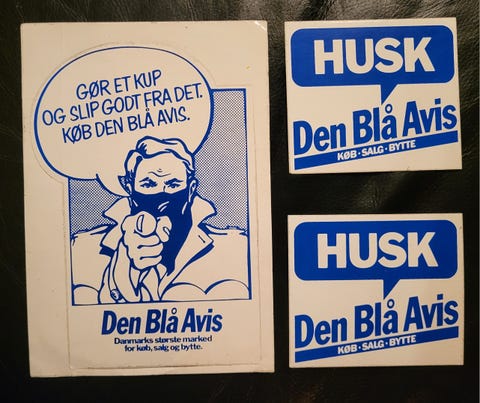 GØR ET KUP
OG SLIP GODT FRA DET.
KØB DEN BLÅ AVIS.
Den Blå Avis
Danmarks største marked
for køb, salg og bytte.
HUSK
Den Blå Avis
KØB · SALG · BYTTE
HUSK
Den Blå Avis
KØB · SALG · BYTTE